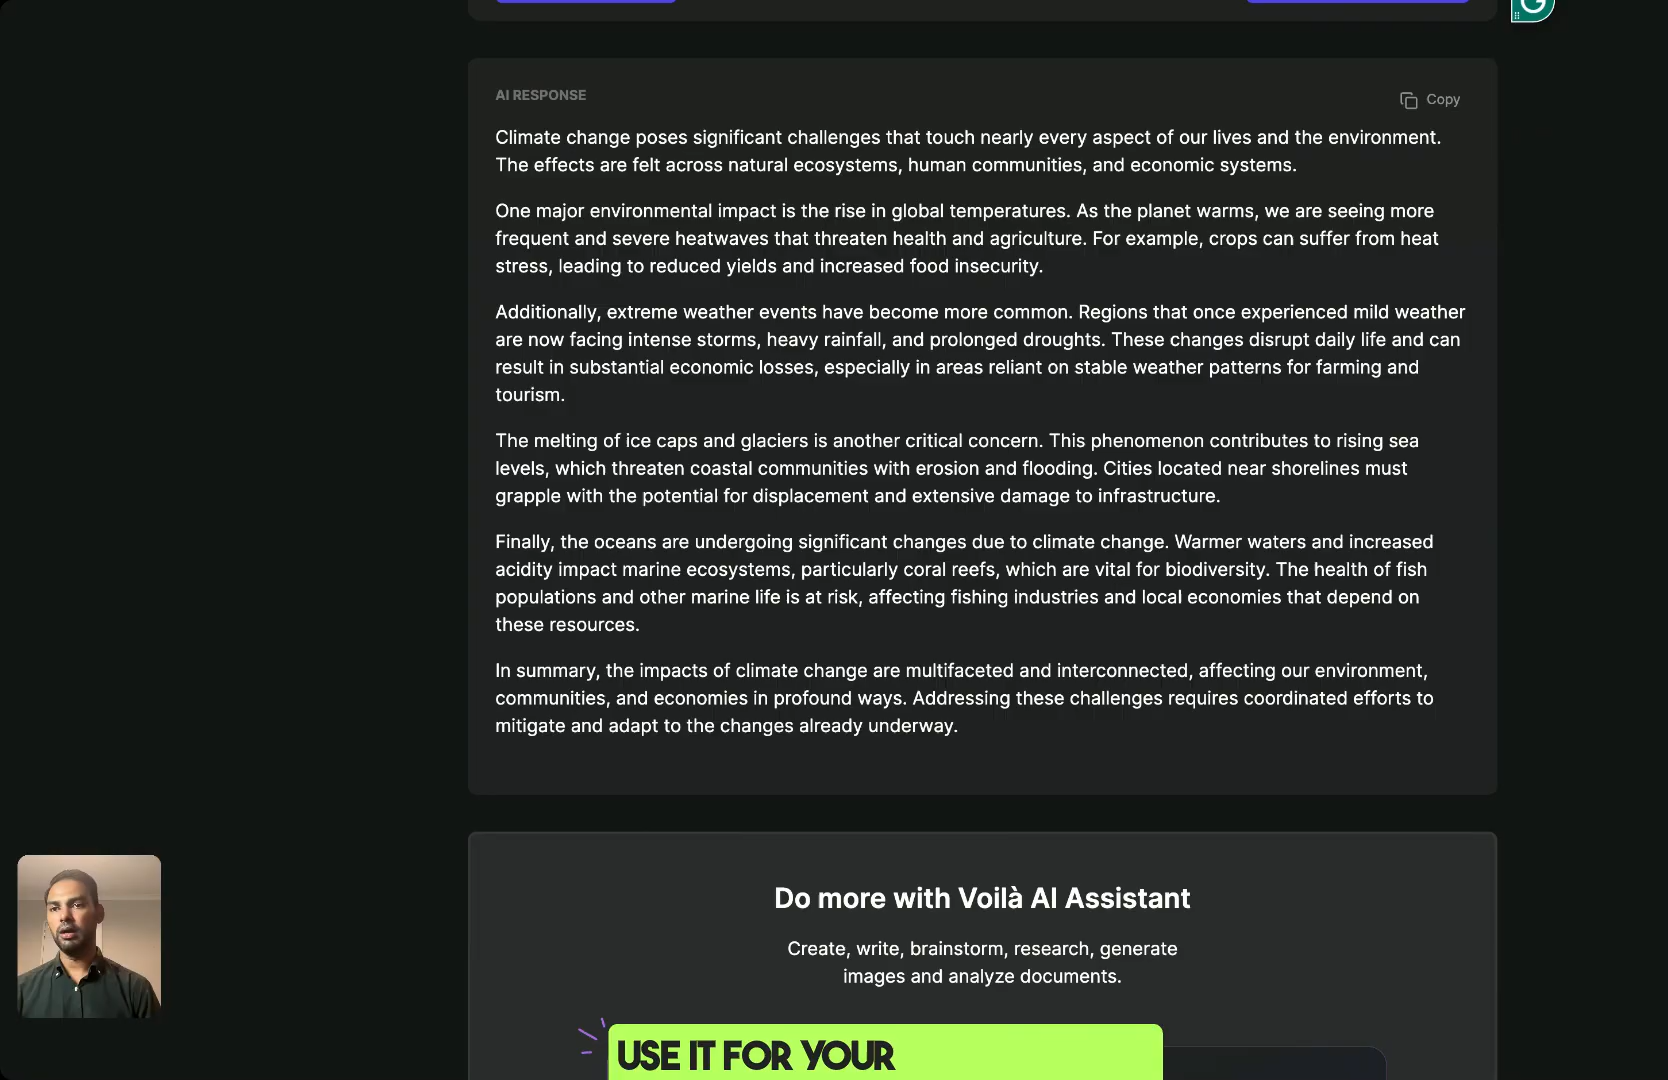 AI RESPONSE
Copy
Climate change poses significant challenges that touch nearly every aspect of our lives and the environment.
The effects are felt across natural ecosystems, human communities, and economic systems.
One major environmental impact is the rise in global temperatures. As the planet warms, we are seeing more
frequent and severe heatwaves that threaten health and agriculture. For example, crops can suffer from heat
stress, leading to reduced yields and increased food insecurity.
Additionally, extreme weather events have become more common. Regions that once experienced mild weather
are now facing intense storms, heavy rainfall, and prolonged droughts. These changes disrupt daily life and can
result in substantial economic losses, especially in areas reliant on stable weather patterns for farming and
tourism.
The melting of ice caps and glaciers is another critical concern. This phenomenon contributes to rising sea
levels, which threaten coastal communities with erosion and flooding. Cities located near shorelines must
grapple with the potential for displacement and extensive damage to infrastructure.
Finally, the oceans are undergoing significant changes due to climate change. Warmer waters and increased
acidity impact marine ecosystems, particularly coral reefs, which are vital for biodiversity. The health of fish
populations and other marine life is at risk, affecting fishing industries and local economies that depend on
these resources.
In summary, the impacts of climate change are multifaceted and interconnected, affecting our environment,
communities, and economies in profound ways. Addressing these challenges requires coordinated efforts to
mitigate and adapt to the changes already underway.
Do more with Voilà AI Assistant
Create, write, brainstorm, research, generate
images and analyze documents.
USE IT FOR YOUR